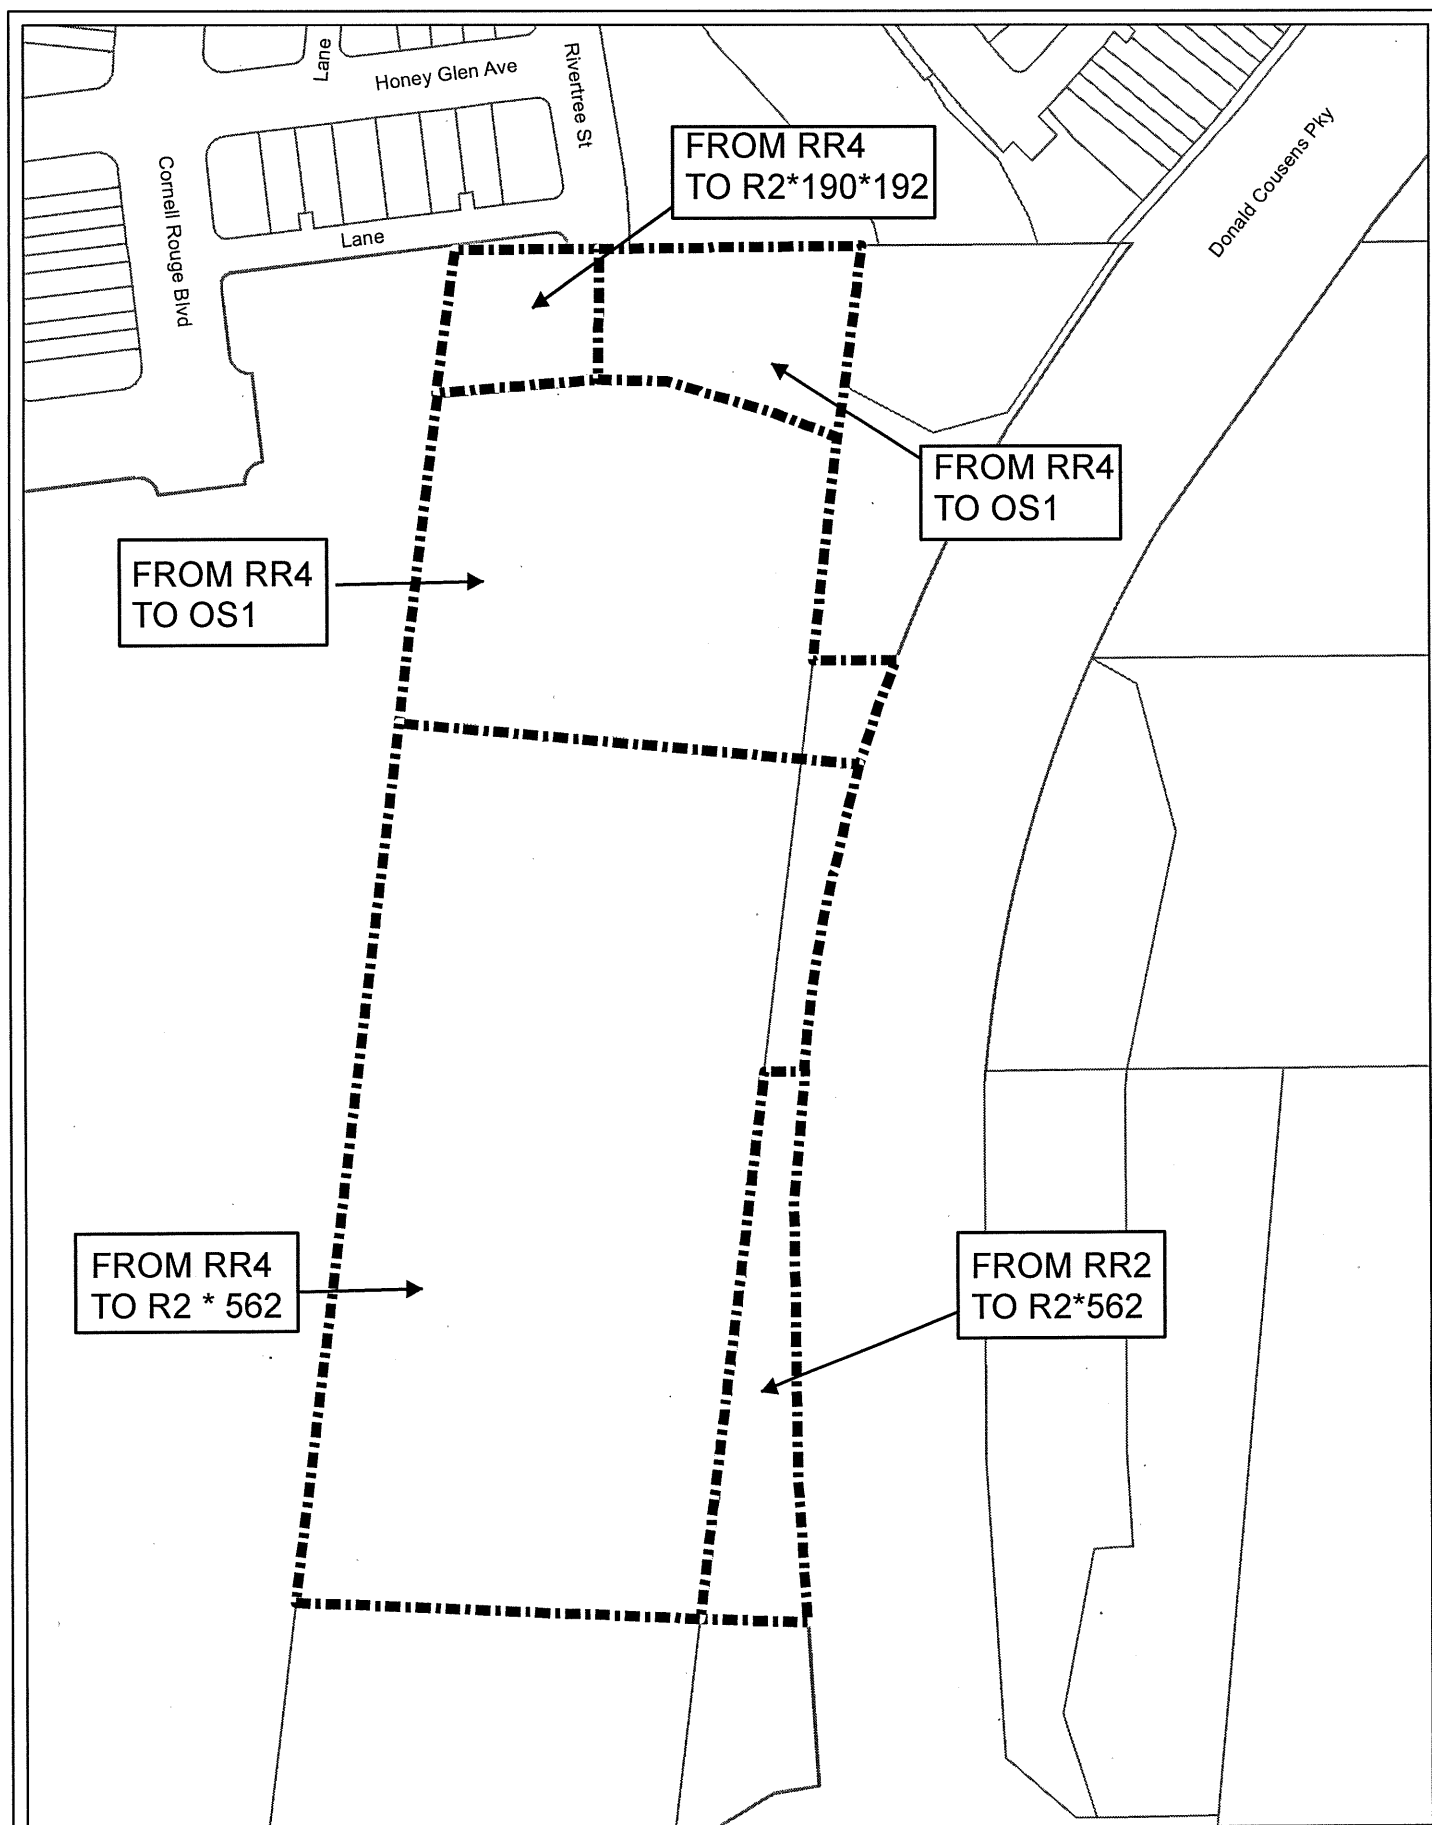 Lane
Honey Glen Ave
Rivertree St
Cornell Rouge Blvd
Lane
Donald Cousens Pky
FROM RR4
TO R2*190*192
FROM RR4
TO OS1
FROM RR4
TO OS1
FROM RR4
TO R2 * 562
FROM RR2
TO R2*562